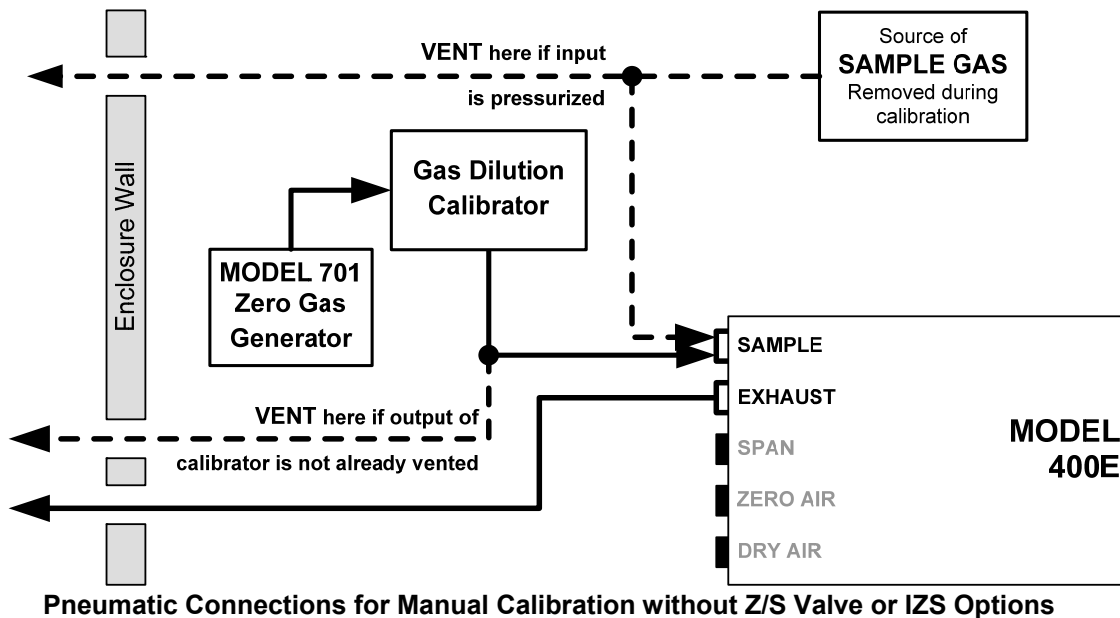 VENT here if input
is pressurized
Source of
SAMPLE GAS
Removed during
calibration
Enclosure Wall
Gas Dilution
Calibrator
MODEL 701
Zero Gas
Generator
VENT here if output of
calibrator is not already vented
SAMPLE
EXHAUST
SPAN
ZERO AIR
DRY AIR
MODEL
400E
Pneumatic Connections for Manual Calibration without Z/S Valve or IZS Options